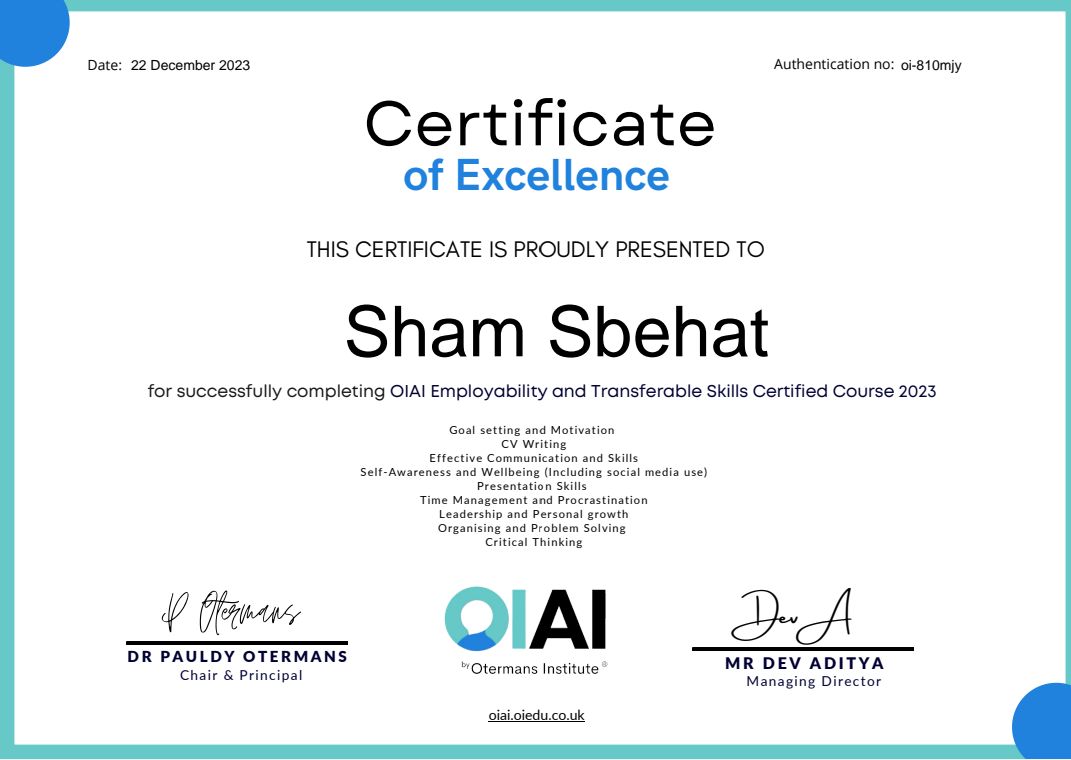 Date: 22 December 2023
Authentication no: oi-810mjy
Certificate
of Excellence
THIS CERTIFICATE IS PROUDLY PRESENTED TO
Sham Sbehat
for successfully completing OIAI Employability and Transferable Skills Certified Course 2023
Goal setting and Motivation
CV Writing
Effective Communication and Skills
Self-Awareness and Wellbeing (Including social media use)
Presentation Skills
Time Management and Procrastination
Leadership and Personal growth
Organising and Problem Solving
Critical Thinking
P Otermans
DR PAULDY OTERMANS
Chair & Principal
OIAI
by Otermans Institute ®
Dev A
MR DEV ADITYA
Managing Director
oiai.oiedu.co.uk